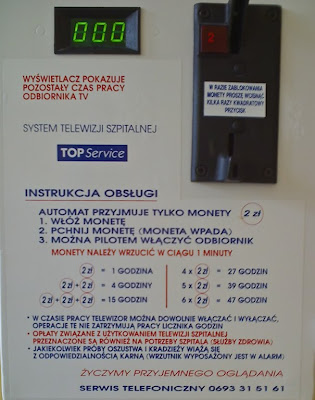 000
2
WYŚWIETLACZ POKAZUJE
POZOSTAŁY CZAS PRACY
ODBIORNIKA TV
W RAZIE ZABLOKOWANIA
MONETY PROSZĘ WCISNĄĆ
KILKA RAZY KWADRATOWY
PRZYCISK
SYSTEM TELEWIZJI SZPITALNEJ
TOP Service
INSTRUKCJA OBSŁUGI
AUTOMAT PRZYJMUJE TYLKO MONETY 2 zł
1. WŁÓŻ MONETĘ
2. PCHNIJ MONETĘ (MONETA WPADA)
3. MOŻNA PILOTEM WŁĄCZYĆ ODBIORNIK
MONETY NALEŻY WRZUCIĆ W CIĄGU 1 MINUTY
2 zł = 1 GODZINA 4 x 2 zł = 27 GODZIN
2 zł + 2 zł = 4 GODZINY 5 x 2 zł = 39 GODZIN
2 zł + 2 zł + 2 zł = 15 GODZIN 6 x 2 zł = 47 GODZIN
• W CZASIE PRACY TELEWIZOR MOŻNA DOWOLNIE WŁĄCZAĆ I WYŁĄCZAĆ,
OPERACJE TE NIE ZATRZYMUJĄ PRACY LICZNIKA GODZIN
• OPŁATY ZWIĄZANE Z UŻYTKOWANIEM TELEWIZJI SZPITALNEJ
PRZEZNACZONE SĄ RÓWNIEŻ NA POTRZEBY SZPITALA (SŁUŻBY ZDROWIA)
• JAKIEKOLWIEK PRÓBY OSZUSTWA I KRADZIEŻY WIĄŻĄ SIĘ
Z ODPOWIEDZIALNOŚCIĄ KARNĄ (WRZUTNIK WYPOSAŻONY JEST W ALARM)
ŻYCZYMY PRZYJEMNEGO OGLĄDANIA
SERWIS TELEFONICZNY 0693 31 51 61